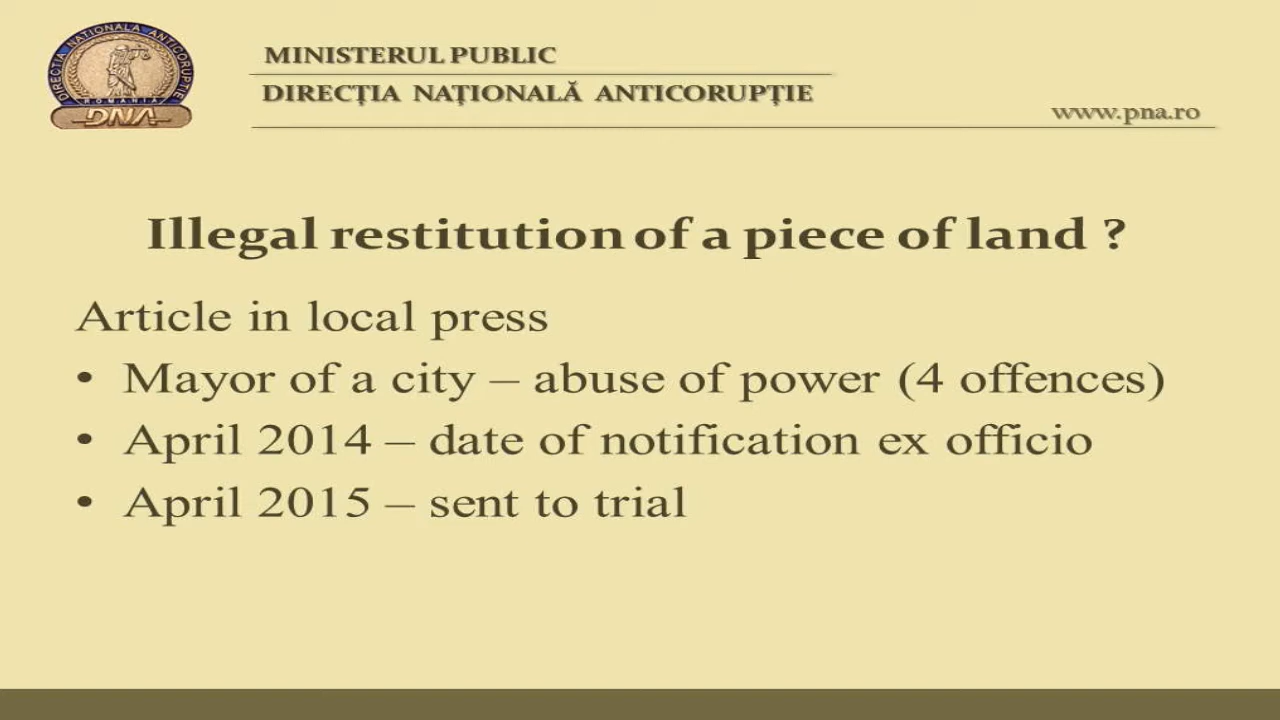 DIRECȚIA NAȚIONALĂ ANTICORUPȚIE
ROMANIA
DNA
MINISTERUL PUBLIC
DIRECȚIA NAȚIONALĂ ANTICORUPȚIE
www.pna.ro
Illegal restitution of a piece of land ?
Article in local press
• Mayor of a city – abuse of power (4 offences)
• April 2014 – date of notification ex officio
• April 2015 – sent to trial